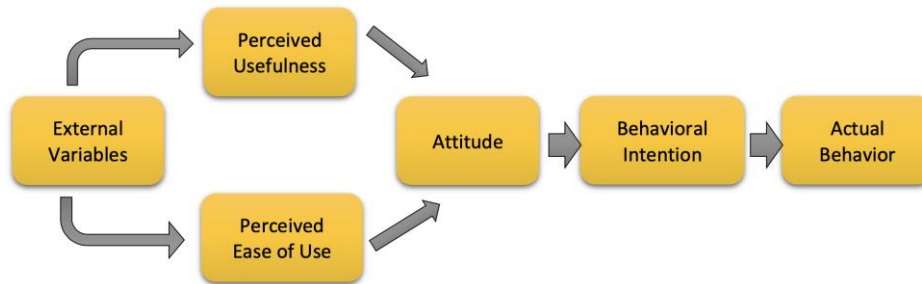 Perceived
Usefulness
External
Variables
Perceived
Ease of Use
Attitude
Behavioral
Intention
Actual
Behavior